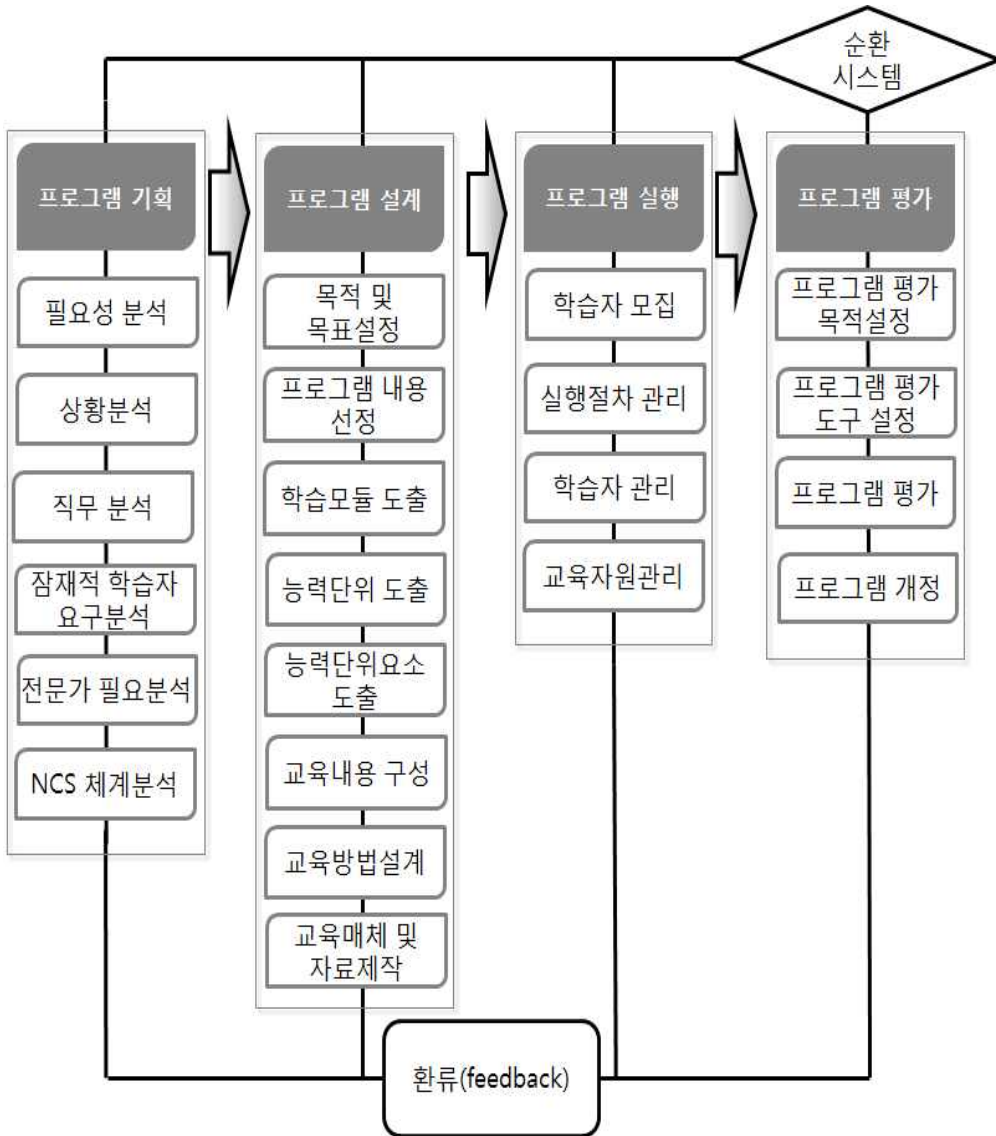 순환
시스템
프로그램 기획
필요성 분석
상황분석
직무 분석
잠재적 학습자
요구분석
전문가 필요분석
NCS 체계분석
프로그램 설계
목적 및
목표설정
프로그램 내용
선정
학습모듈 도출
능력단위 도출
능력단위요소
도출
교육내용 구성
교육방법설계
교육매체 및
자료제작
프로그램 실행
학습자 모집
실행절차 관리
학습자 관리
교육자원관리
프로그램 평가
프로그램 평가
목적설정
프로그램 평가
도구 설정
프로그램 평가
프로그램 개정
환류(feedback)